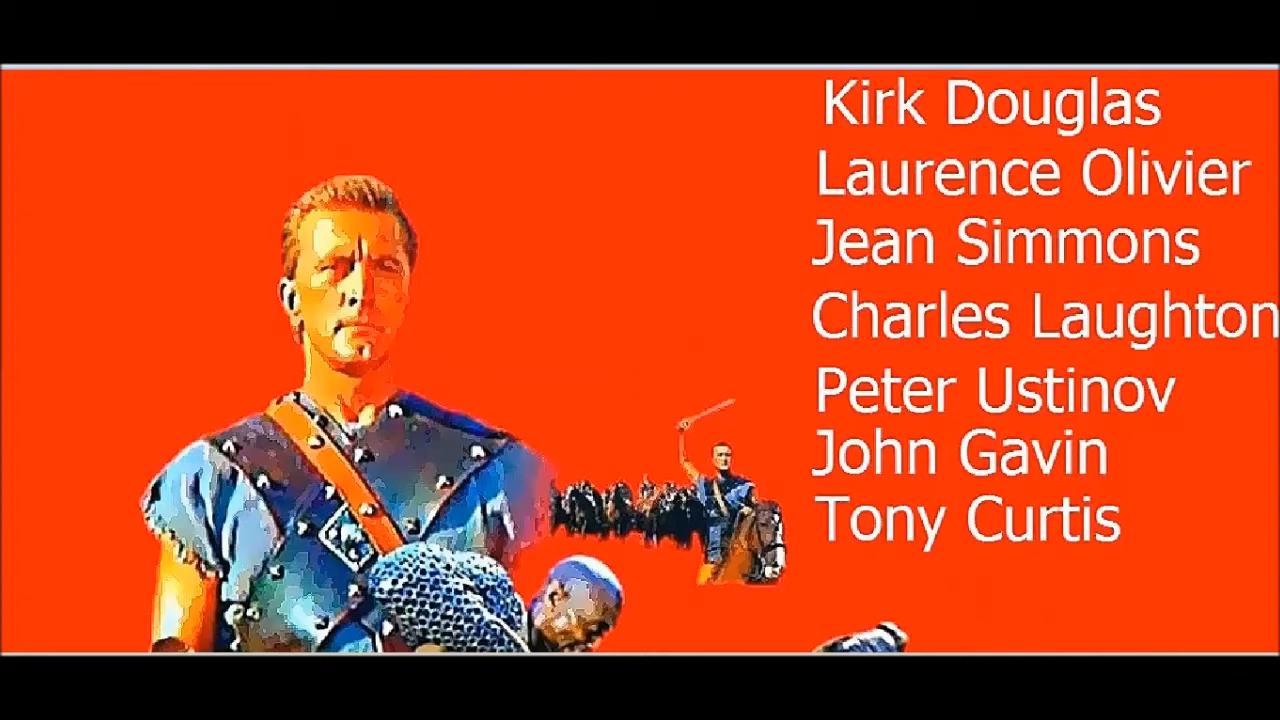 Kirk Douglas
Laurence Olivier
Jean Simmons
Charles Laughton
Peter Ustinov
John Gavin
Tony Curtis